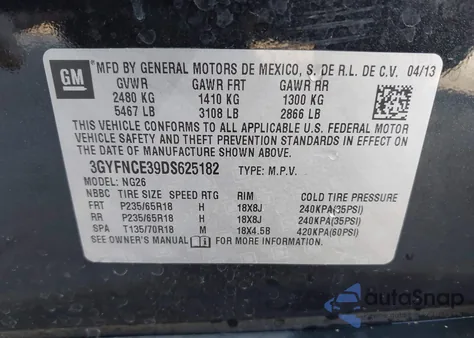 GM *MFD BY GENERAL MOTORS DE MEXICO, S. DE R.L. DE C.V. 04/13
GVWR GAWR FRT GAWR RR
2480 KG 1410 KG 1300 KG
5467 LB 3108 LB 2866 LB
THIS VEHICLE CONFORMS TO ALL APPLICABLE U.S. FEDERAL MOTOR
VEHICLE SAFETY AND THEFT PREVENTION STANDARDS IN EFFECT ON
THE DATE OF MANUFACTURE SHOWN ABOVE.
3GYFNCE39DS625182 TYPE: M.P.V.
MODEL: NG26
NBBC TIRE SIZE SPEED RTG RIM COLD TIRE PRESSURE
FRT P235/65R18 H 18X8J 240KPA(35PSI)
RR P235/65R18 H 18X8J 240KPA(35PSI)
SPA T135/70R18 M 18X4.5B 420KPA(60PSI)
SEE OWNER'S MANUAL FOR MORE INFORMATION.
autoSnap